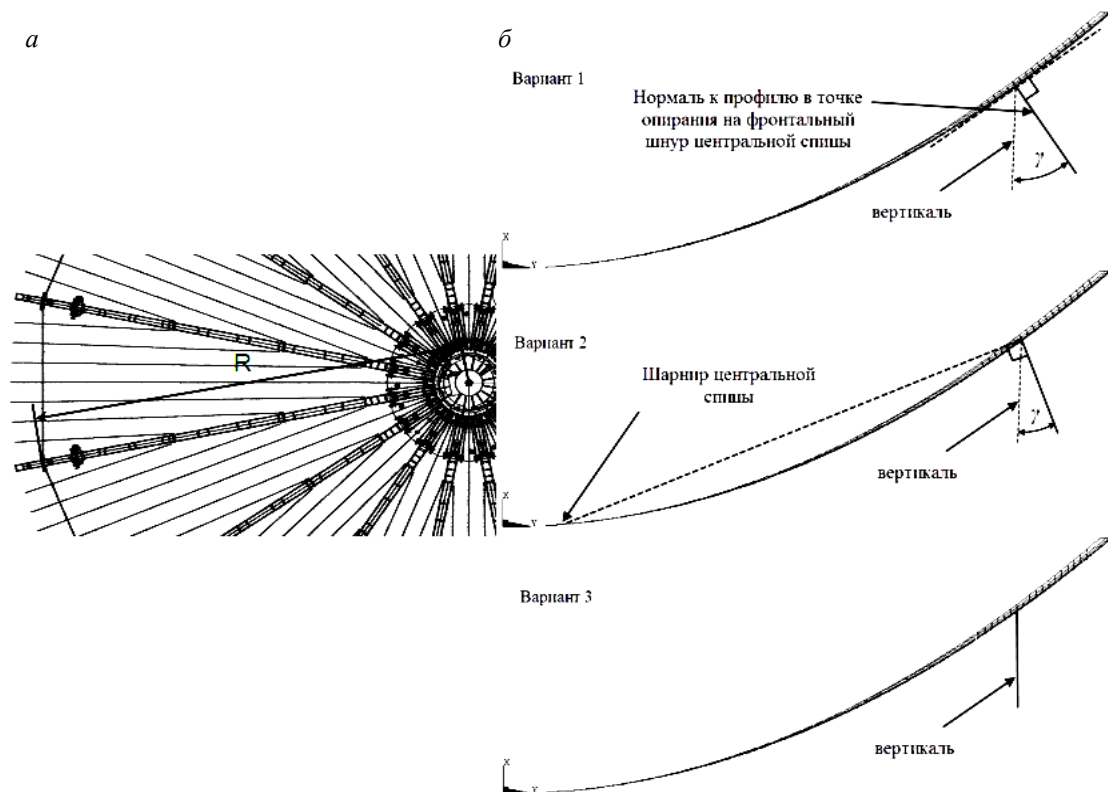 а
б
Вариант 1
Нормаль к профилю в точке
опирания на фронтальный
шнур центральной спицы
γ
вертикаль
X
Y
R
Вариант 2
Шарнир центральной
спицы
γ
вертикаль
X
Y
Вариант 3
вертикаль
X
Y